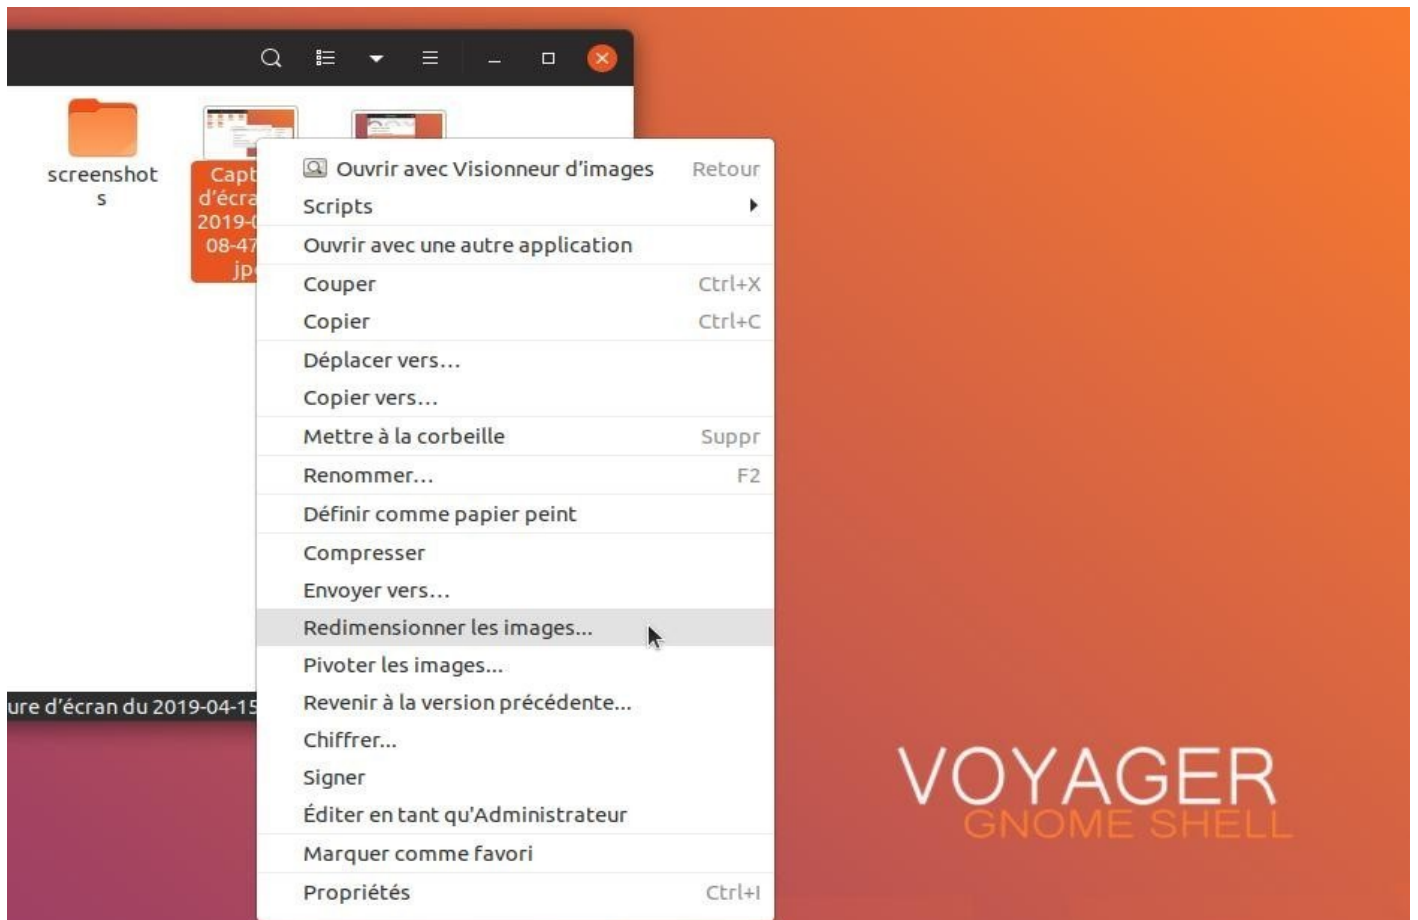 screenshot
s
Capt
d'écra
2019-0
08-47
jp
Ouvrir avec Visionneur d'images Retour
Scripts
Ouvrir avec une autre application
Couper Ctrl+X
Copier Ctrl+C
Déplacer vers...
Copier vers...
Mettre à la corbeille Suppr
Renommer... F2
Définir comme papier peint
Compresser
Envoyer vers...
Redimensionner les images...
Pivoter les images...
Revenir à la version précédente...
Chiffrer...
Signer
Éditer en tant qu'Administrateur
Marquer comme favori
Propriétés Ctrl+I
ure d'écran du 2019-04-15
VOYAGER
GNOME SHELL